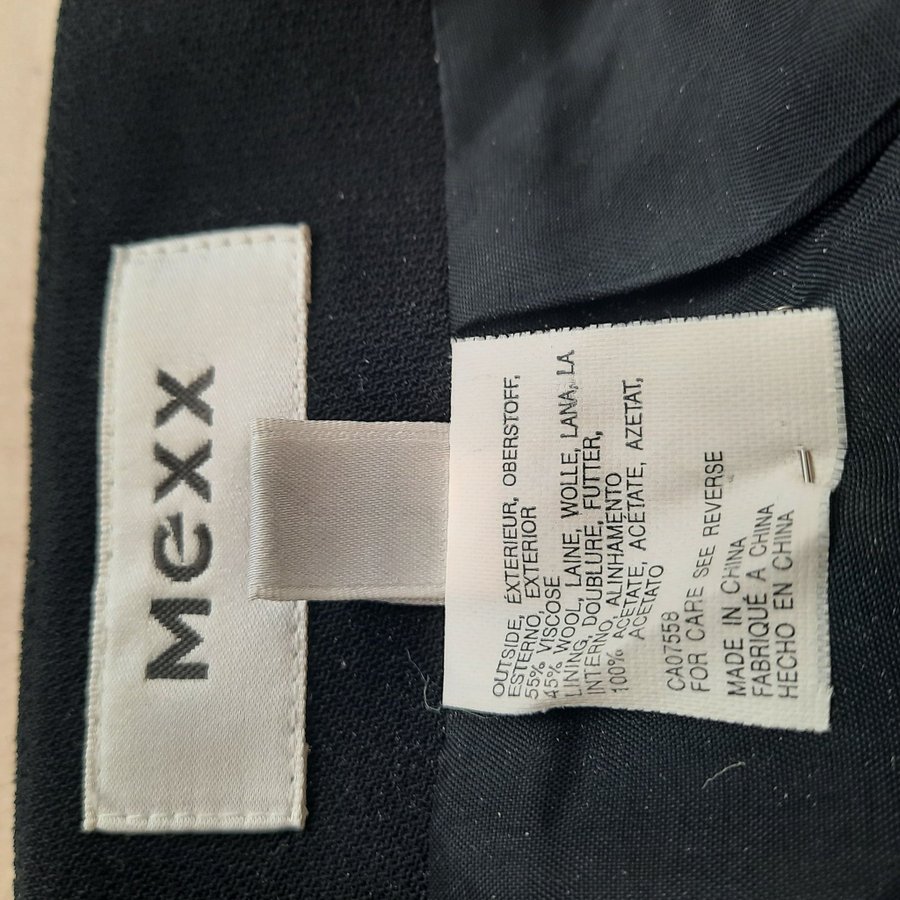 Mexx
OUTSIDE, EXTERIEUR, OBERSTOFF,
ESTERNO, EXTERIOR
55% VISCOSE
45% WOOL, LAINE, WOLLE, LANA, LA
LINING, DOUBLURE, FUTTER,
INTERNO, ALINHAMENTO
100% ACETATE, ACETATE, AZETAT,
ACETATO
CA07558
FOR CARE SEE REVERSE
MADE IN CHINA
FABRIQUÉ A CHINA
HECHO EN CHINA